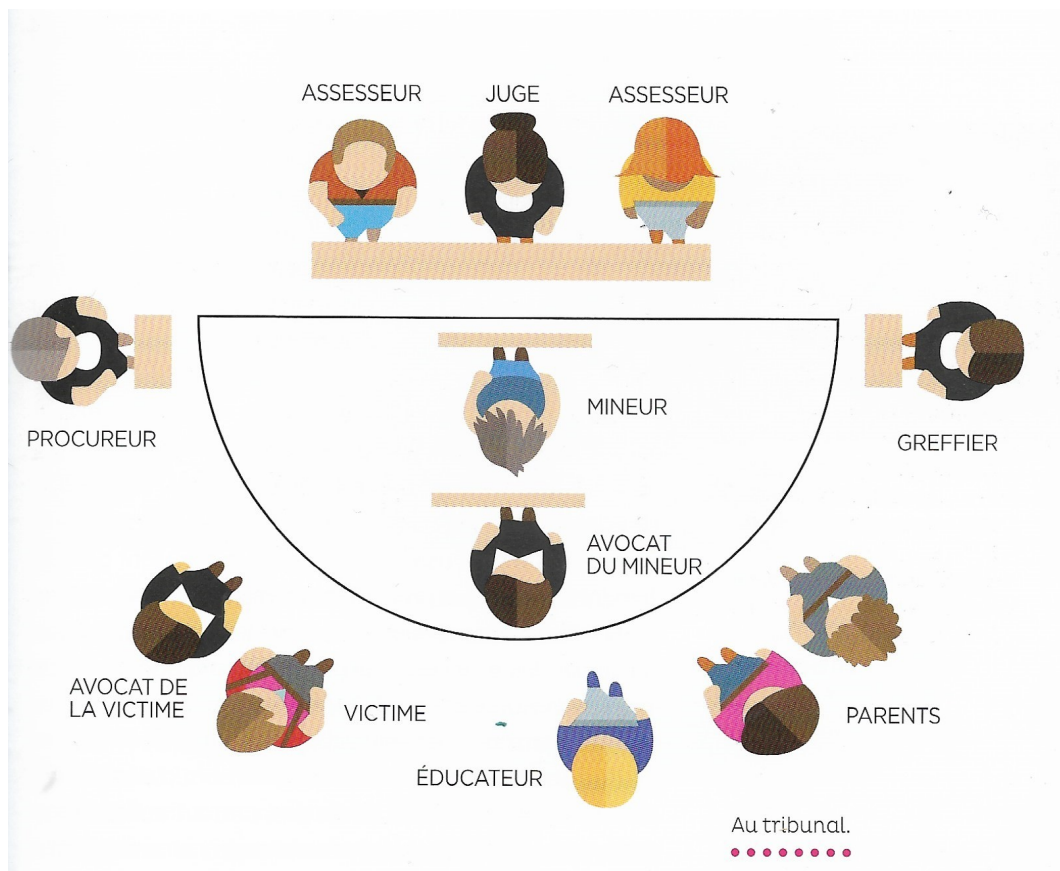 ASSESSEUR
JUGE
ASSESSEUR
PROCUREUR
MINEUR
GREFFIER
AVOCAT
DU MINEUR
AVOCAT DE
LA VICTIME
VICTIME
PARENTS
ÉDUCATEUR
Au tribunal.